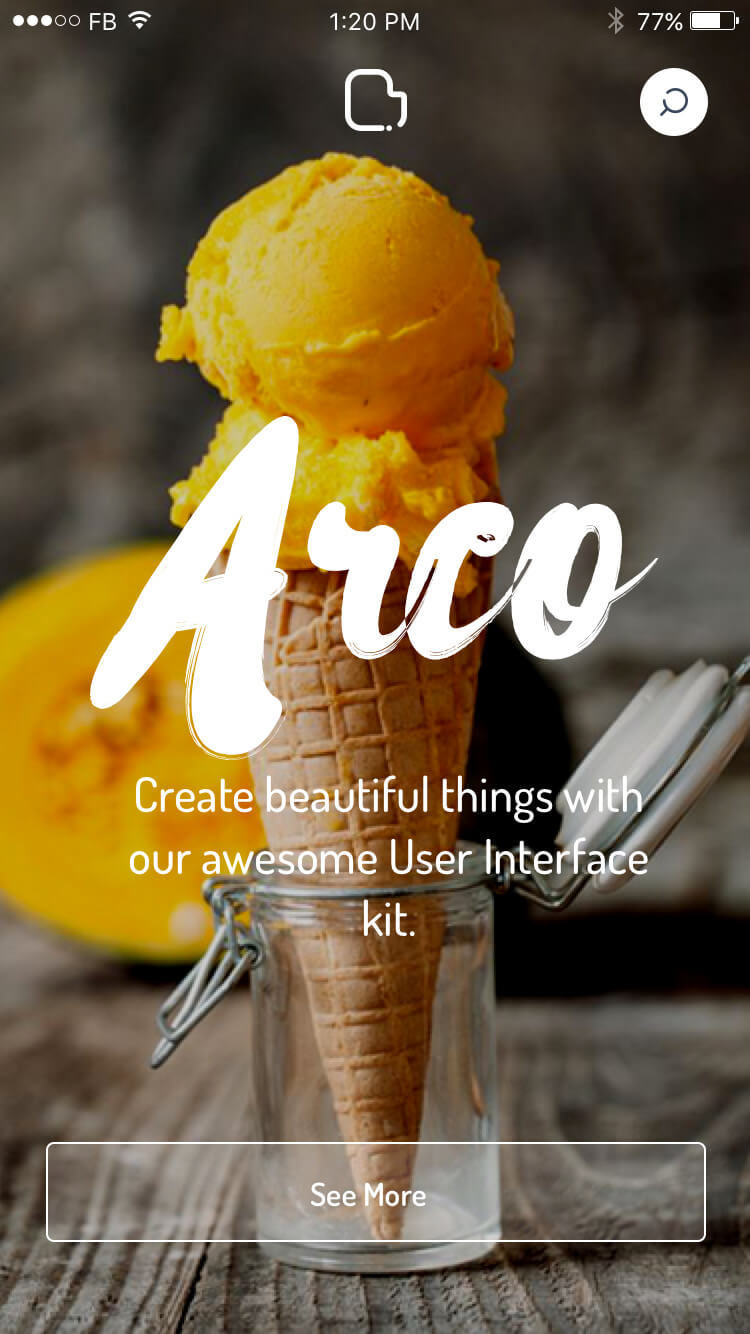 FB 1:20 PM 77%
Arco
Create beautiful things with
our awesome User Interface
kit.
See More